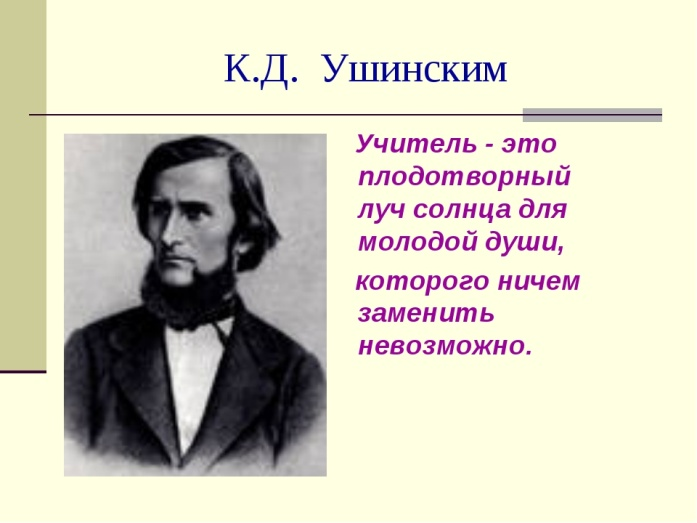 К.Д. Ушинским
Учитель - это
плодотворный
луч солнца для
молодой души,
которого ничем
заменить
невозможно.